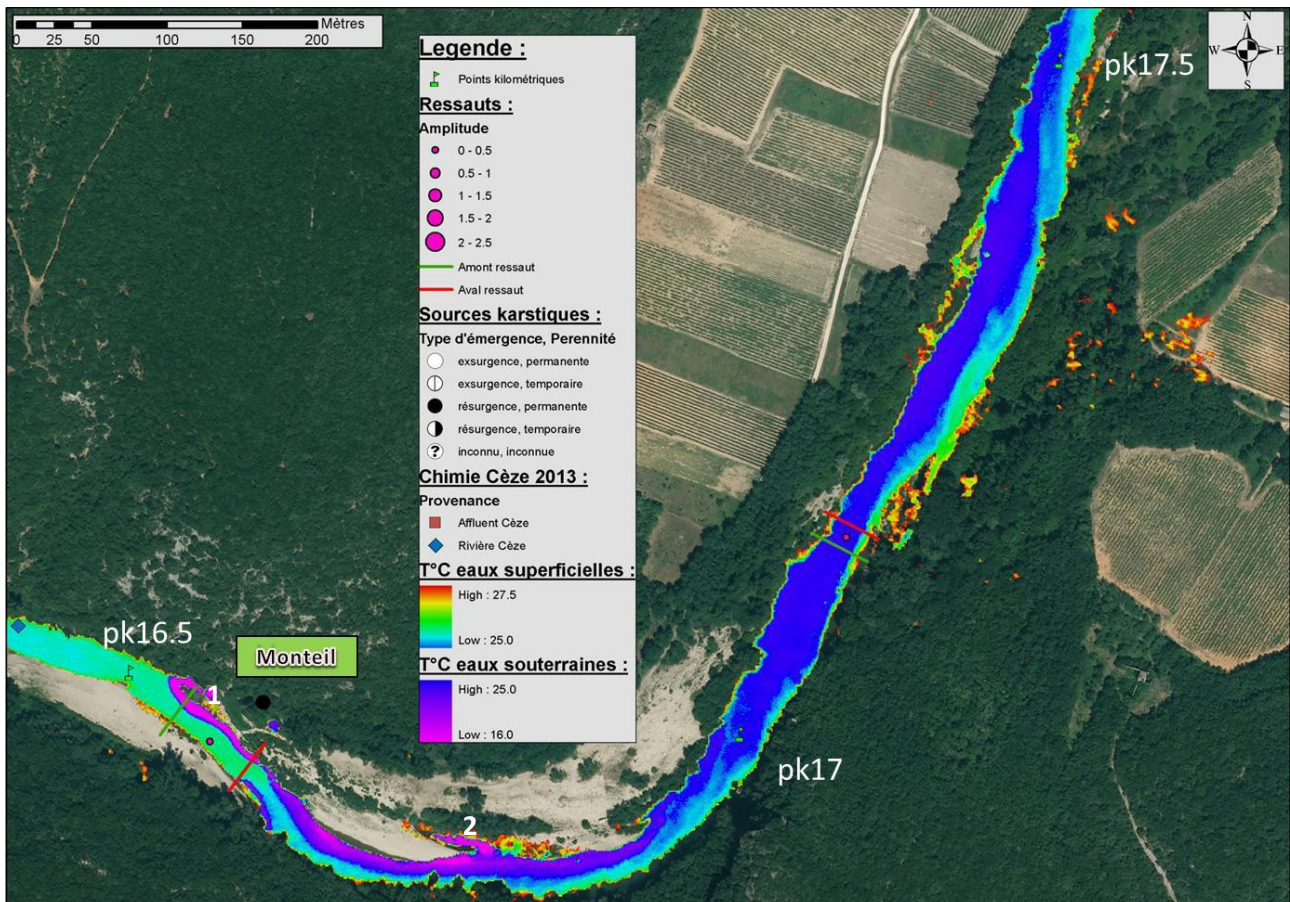 Mètres
0 25 50 100 150 200
N
W E
S
Legende :
Points kilométriques
Ressauts :
Amplitude
0 - 0.5
0.5 - 1
1 - 1.5
1.5 - 2
2 - 2.5
Amont ressaut
Aval ressaut
Sources karstiques :
Type d'émergence, Perennité
exsurgence, permanente
exsurgence, temporaire
résurgence, permanente
résurgence, temporaire
? inconnu, inconnue
Chimie Cèze 2013 :
Provenance
Affluent Cèze
Rivière Cèze
T°C eaux superficielles :
High : 27.5
Low : 25.0
T°C eaux souterraines :
High : 25.0
Low : 16.0
pk17.5
pk16.5
Monteil
1
2
pk17